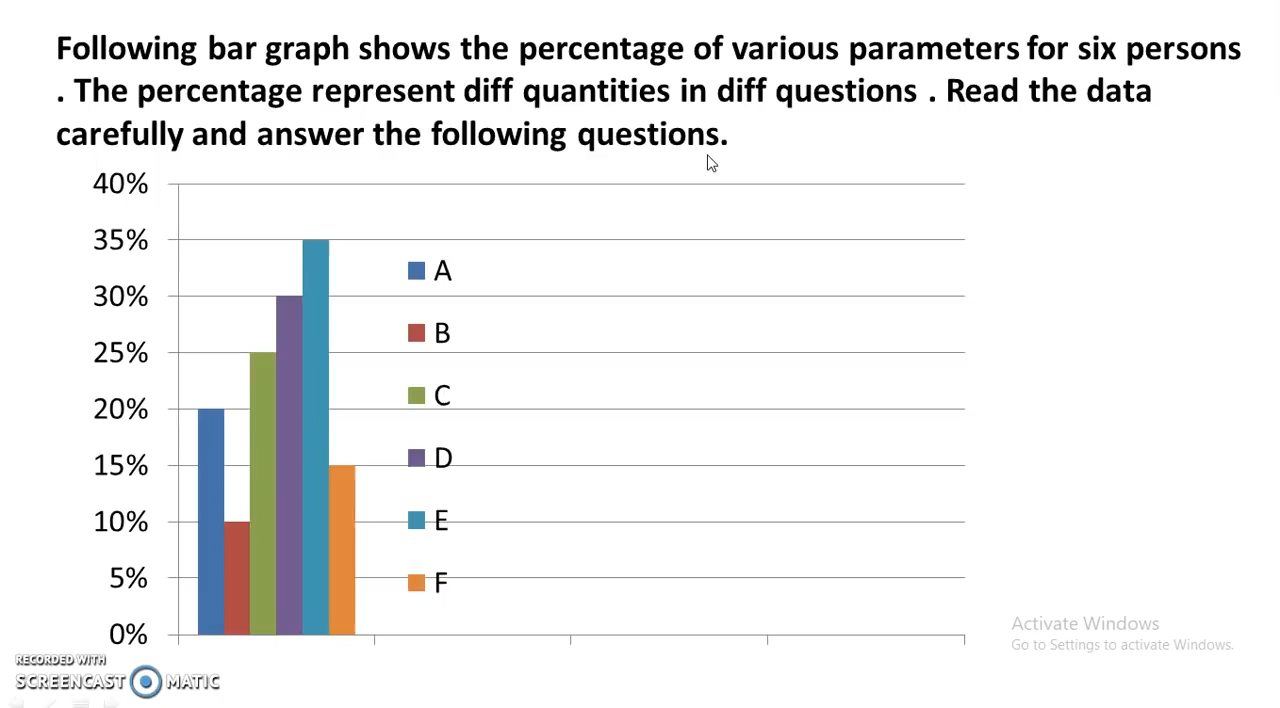 Following bar graph shows the percentage of various parameters for six persons
. The percentage represent diff quantities in diff questions . Read the data
carefully and answer the following questions.
40%
35%
30%
25%
20%
15%
10%
5%
0%
A
B
C
D
E
F
Activate Windows
Go to Settings to activate Windows.
RECORDED WITH
SCREENCAST MATIC